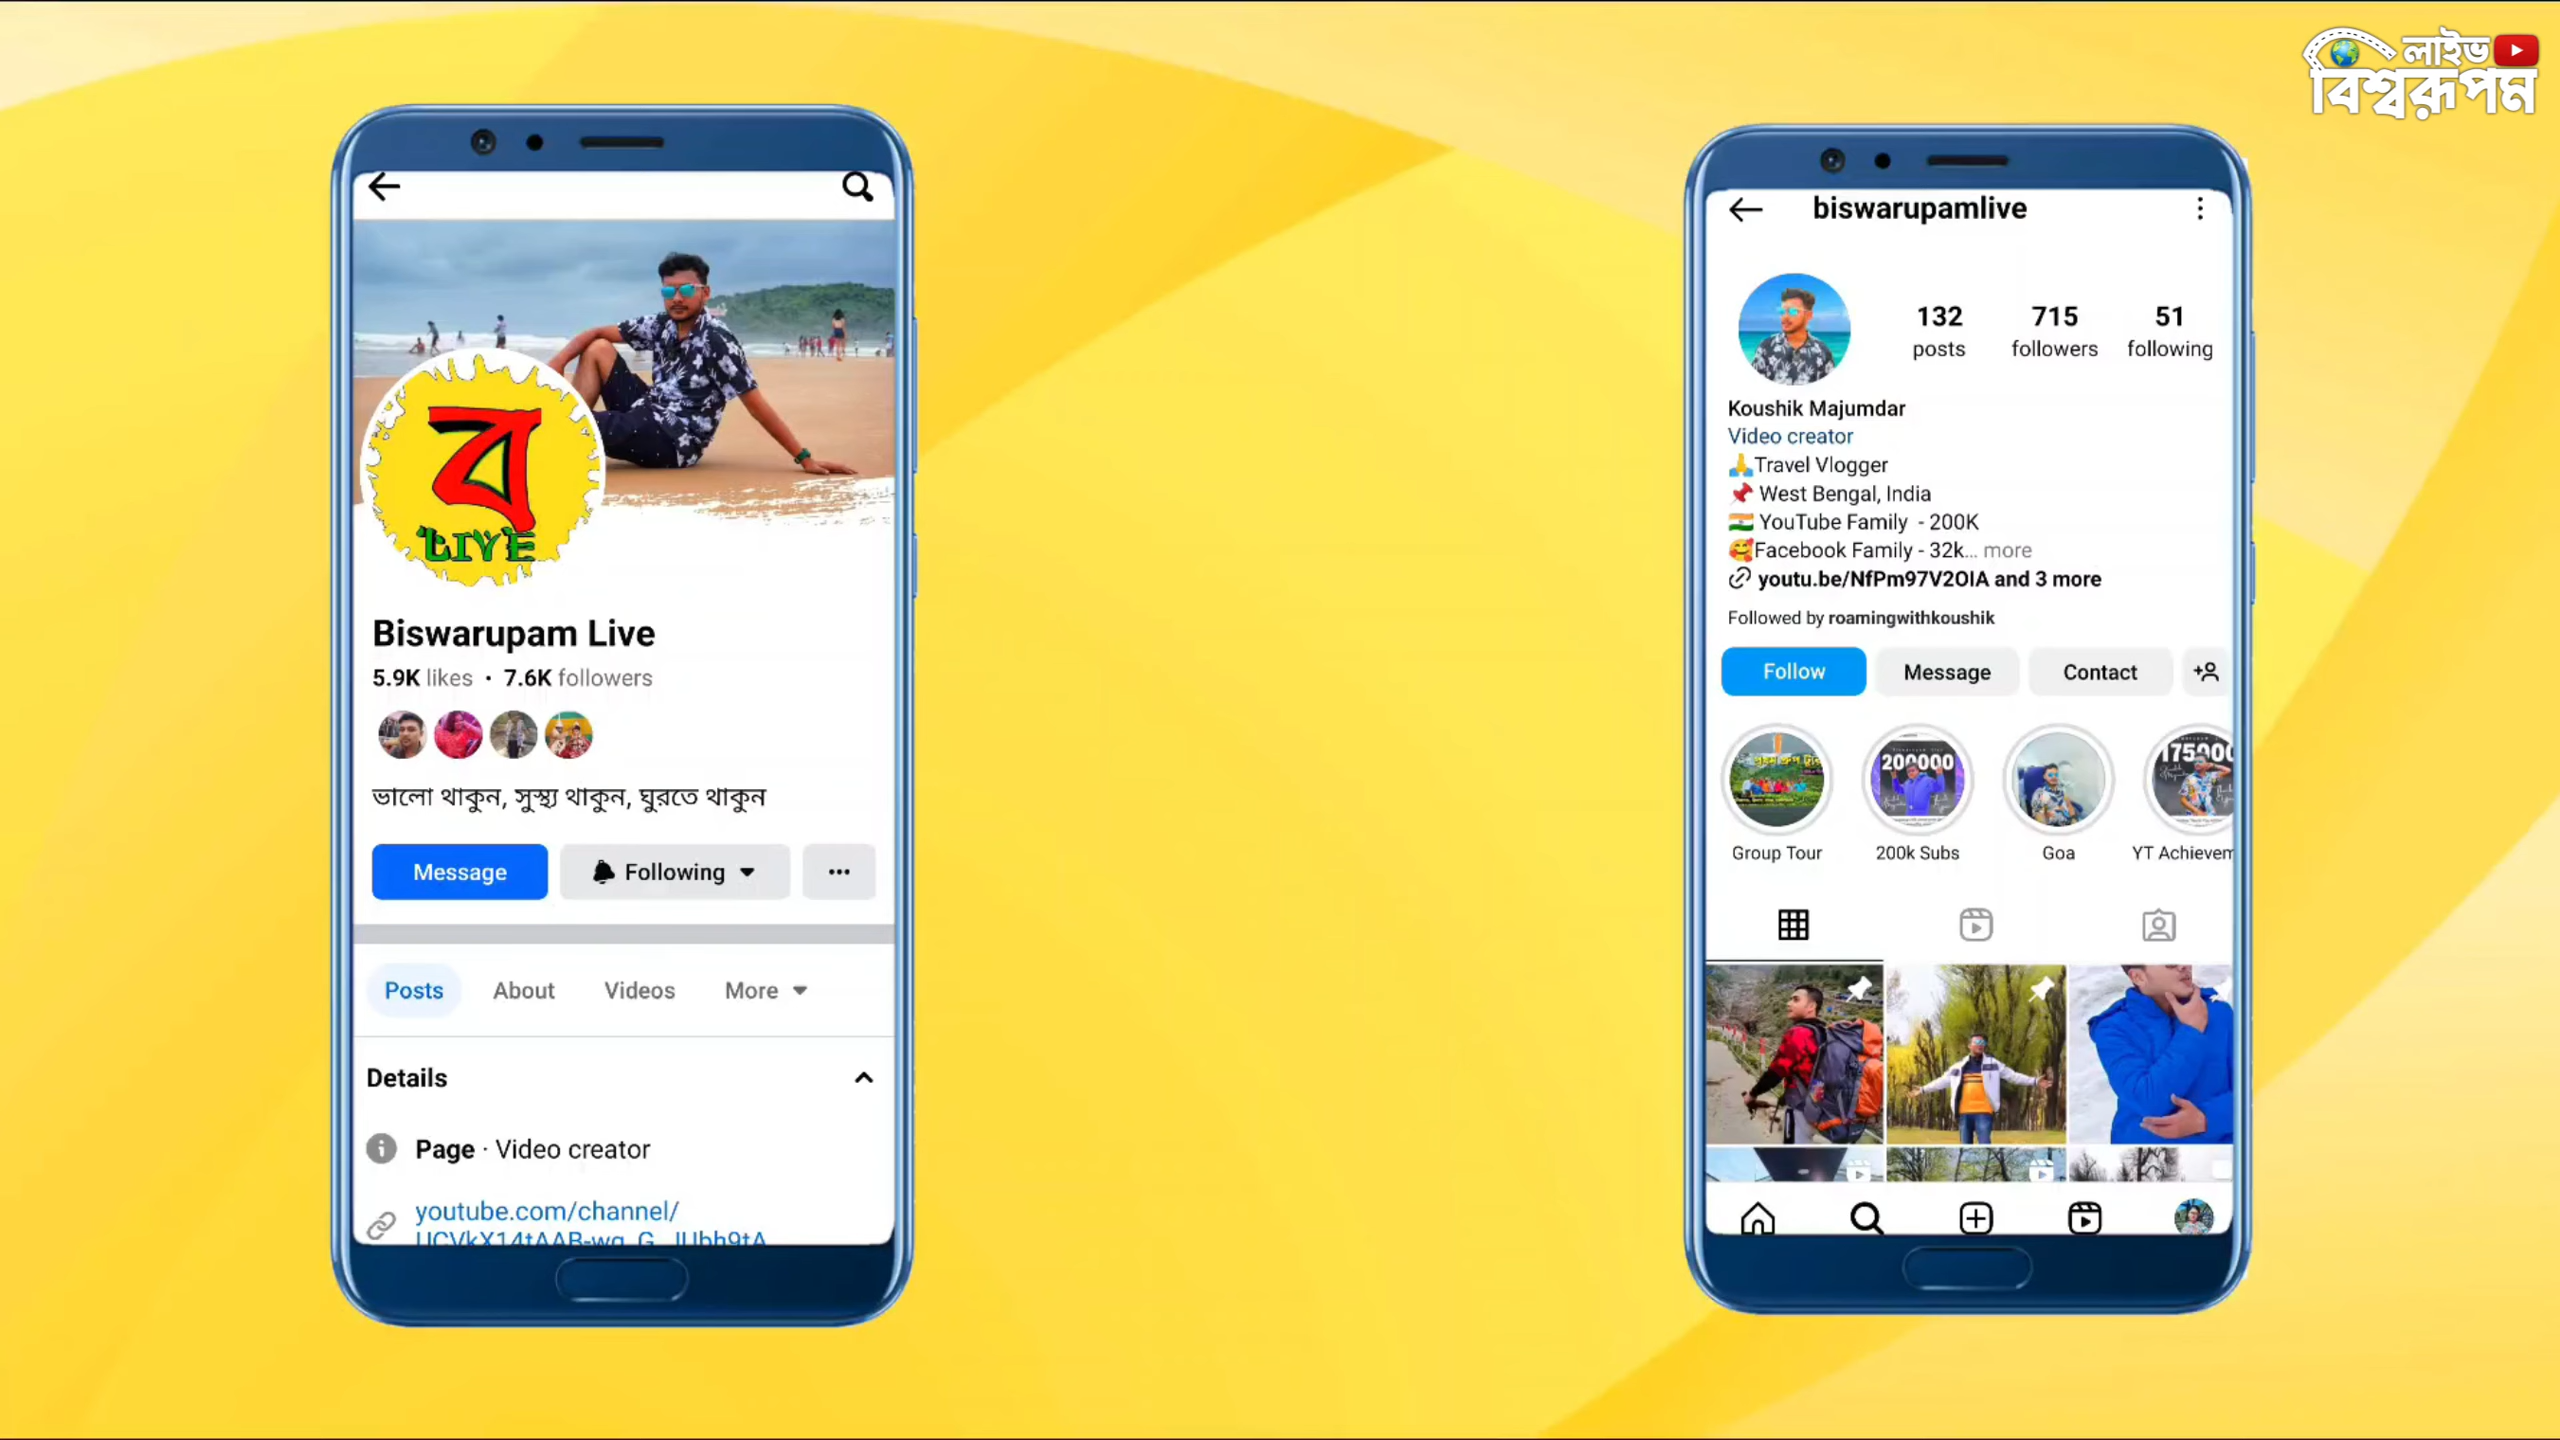 লাইভ
বিশ্বরূপম
ব
LIVE
Biswarupam Live
5.9K likes · 7.6K followers
ভালো থাকুন, সুস্থ্য থাকুন, ঘুরতে থাকুন
Message
Following
Posts
About
Videos
More
Details
Page · Video creator
youtube.com/channel/
biswarupamlive
132
posts
715
followers
51
following
Koushik Majumdar
Video creator
🙏Travel Vlogger
📌 West Bengal, India
🇮🇳 YouTube Family - 200K
🥰Facebook Family - 32k... more
youtu.be/NfPm97V2OIA and 3 more
Followed by roamingwithkoushik
Follow
Message
Contact
200000
175000
Group Tour
200k Subs
Goa
YT Achievem